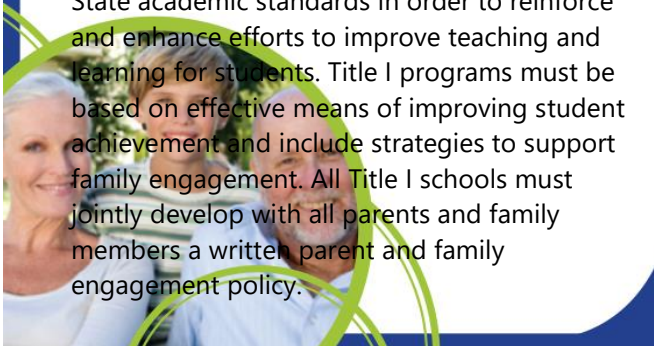 State academic standards in order to reinforce
and enhance efforts to improve teaching and
learning for students. Title I programs must be
based on effective means of improving student
achievement and include strategies to support
family engagement. All Title I schools must
jointly develop with all parents and family
members a written parent and family
engagement policy.